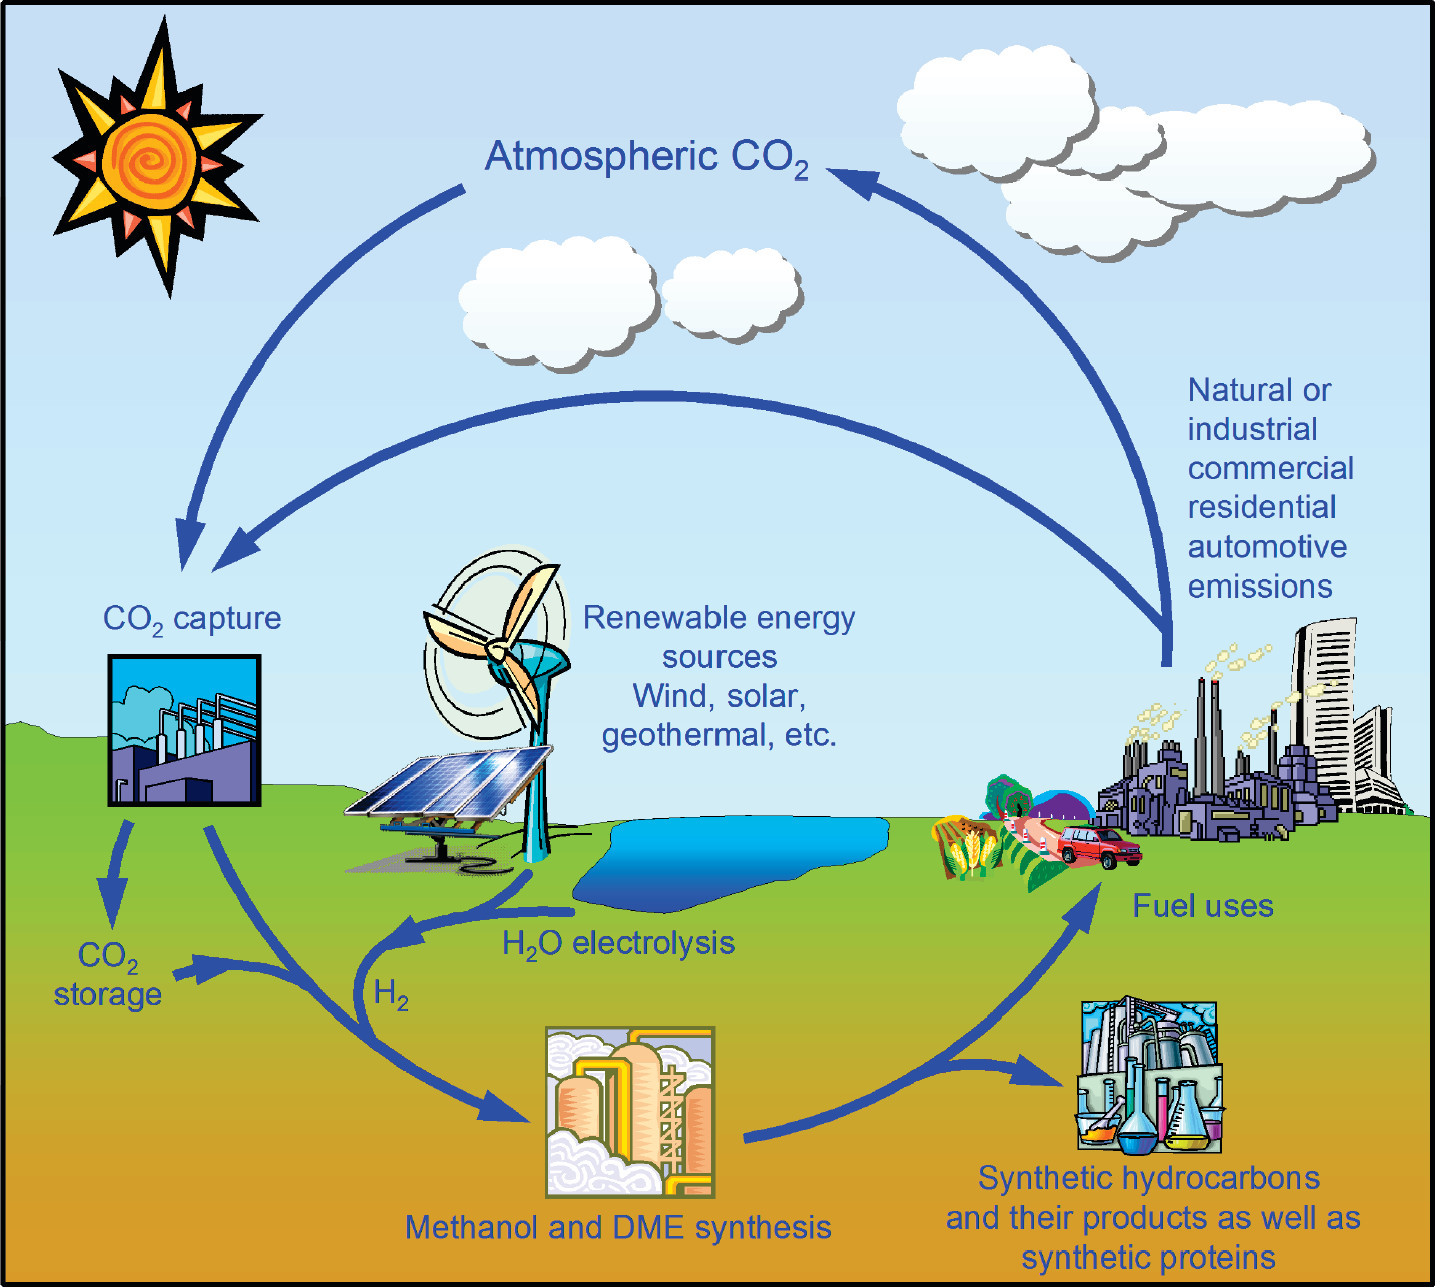 Atmospheric CO₂
Natural or
industrial
commercial
residential
automotive
emissions
CO₂ capture
Renewable energy
sources
Wind, solar,
geothermal, etc.
Fuel uses
H₂O electrolysis
CO₂
storage
H₂
Methanol and DME synthesis
Synthetic hydrocarbons
and their products as well as
synthetic proteins